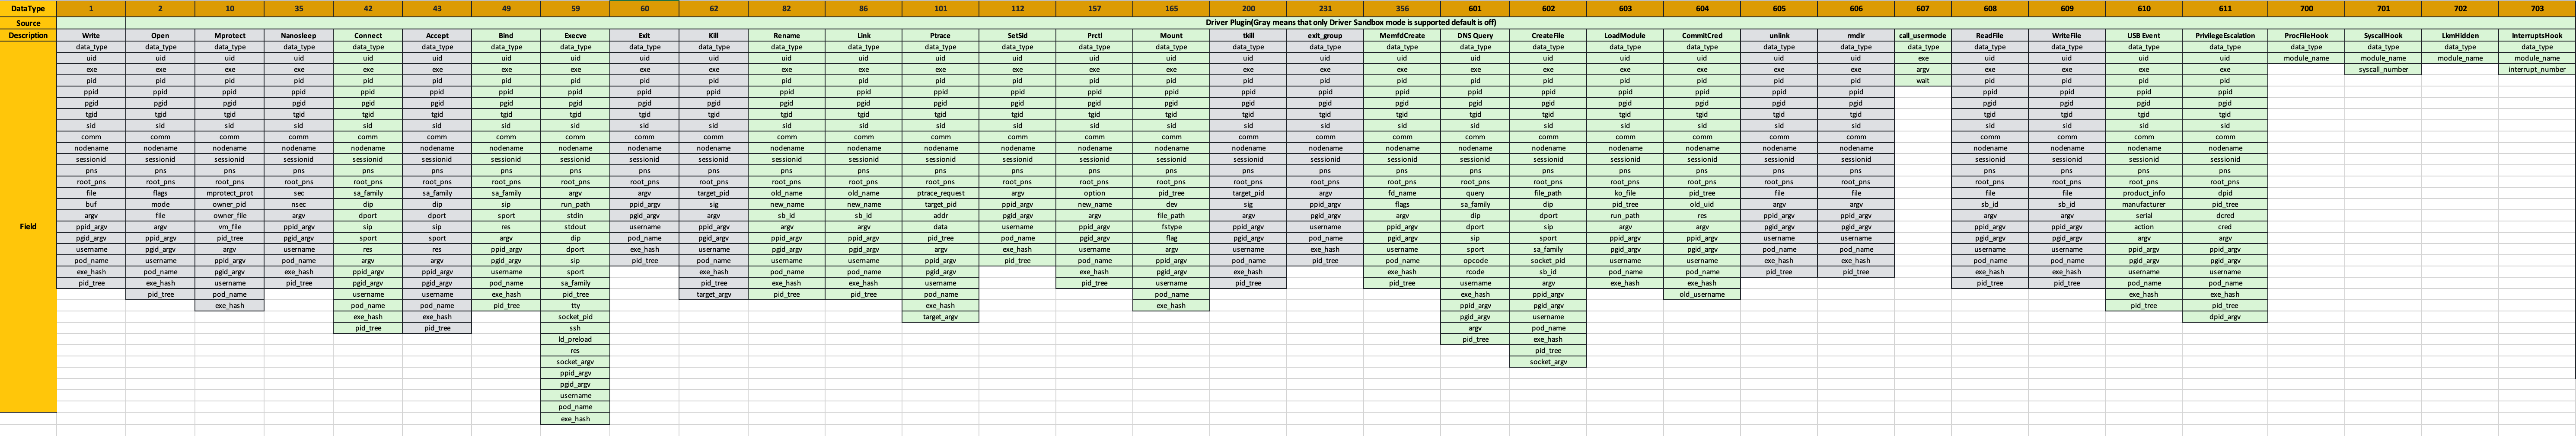 DataType 1 2 10 35 42 43 49 59 60 62 82 86 101 112 157 165 200 231 356 601 602 603 604 605 606 607 608 609 610 611 700 701 702 703
Source Driver Plugin(Gray means that only Driver Sandbox mode is supported default is off)
Description Write Open Mprotect Nanosleep Connect Accept Bind Execve Exit Kill Rename Link Ptrace SetSid Prctl Mount tkill exit_group MemfdCreate DNS Query CreateFile LoadModule CommitCred unlink rmdir call_usermode ReadFile WriteFile USB Event PrivilegeEscalation ProcFileHook SyscallHook LkmHidden InterruptsHook
data_type data_type data_type data_type data_type data_type data_type data_type data_type data_type data_type data_type data_type data_type data_type data_type data_type data_type data_type data_type data_type data_type data_type data_type data_type data_type data_type data_type data_type data_type data_type data_type data_type data_type
uid uid uid uid uid uid uid uid uid uid uid uid uid uid uid uid uid uid uid uid uid uid uid uid uid exe uid uid uid uid module_name module_name module_name module_name
exe exe exe exe exe exe exe exe exe exe exe exe exe exe exe exe exe exe exe exe exe exe exe exe exe argv exe exe exe exe syscall_number interrupt_number
pid pid pid pid pid pid pid pid pid pid pid pid pid pid pid pid pid pid pid pid pid pid pid pid pid wait pid pid pid pid
ppid ppid ppid ppid ppid ppid ppid ppid ppid ppid ppid ppid ppid ppid ppid ppid ppid ppid ppid ppid ppid ppid ppid ppid ppid ppid ppid ppid ppid
pgid pgid pgid pgid pgid pgid pgid pgid pgid pgid pgid pgid pgid pgid pgid pgid pgid pgid pgid pgid pgid pgid pgid pgid pgid pgid pgid pgid pgid
tgid tgid tgid tgid tgid tgid tgid tgid tgid tgid tgid tgid tgid tgid tgid tgid tgid tgid tgid tgid tgid tgid tgid tgid tgid tgid tgid tgid tgid
sid sid sid sid sid sid sid sid sid sid sid sid sid sid sid sid sid sid sid sid sid sid sid sid sid sid sid sid sid
comm comm comm comm comm comm comm comm comm comm comm comm comm comm comm comm comm comm comm comm comm comm comm comm comm comm comm comm comm
nodename nodename nodename nodename nodename nodename nodename nodename nodename nodename nodename nodename nodename nodename nodename nodename nodename nodename nodename nodename nodename nodename nodename nodename nodename nodename nodename nodename nodename
sessionid sessionid sessionid sessionid sessionid sessionid sessionid sessionid sessionid sessionid sessionid sessionid sessionid sessionid sessionid sessionid sessionid sessionid sessionid sessionid sessionid sessionid sessionid sessionid sessionid sessionid sessionid sessionid sessionid
pns pns pns pns pns pns pns pns pns pns pns pns pns pns pns pns pns pns pns pns pns pns pns pns pns pns pns pns pns
root_pns root_pns root_pns root_pns root_pns root_pns root_pns root_pns root_pns root_pns root_pns root_pns root_pns root_pns root_pns root_pns root_pns root_pns root_pns root_pns root_pns root_pns root_pns root_pns root_pns root_pns root_pns root_pns root_pns
file flags mprotect_prot sec sa_family sa_family sa_family argv argv target_pid old_name old_name ptrace_request argv option pid_tree target_pid argv fd_name query file_path ko_file pid_tree file file file file product_info dpid
buf mode owner_pid nsec dip dip sip run_path ppid_argv sig new_name new_name target_pid ppid_argv new_name dev sig ppid_argv flags sa_family dip pid_tree old_uid argv argv sb_id sb_id manufacturer pid_tree
argv file owner_file argv dport dport sport stdin pgid_argv argv sb_id sb_id addr pgid_argv argv file_path argv username argv dip dport run_path res ppid_argv ppid_argv argv argv serial dcred
Field ppid_argv argv vm_file ppid_argv sip sip res stdout username ppid_argv argv argv data username ppid_argv fstype pgid_argv pgid_argv ppid_argv dport sip argv argv pgid_argv pgid_argv ppid_argv ppid_argv action cred
pgid_argv ppid_argv pid_tree pgid_argv sport sport argv dip pod_name pgid_argv ppid_argv ppid_argv pid_tree pod_name pgid_argv flag ppid_argv pod_name pgid_argv sip sport ppid_argv ppid_argv username username pgid_argv pgid_argv argv argv
username pgid_argv argv username res res ppid_argv dport exe_hash username pgid_argv pgid_argv argv exe_hash username argv username exe_hash username sport sa_family pgid_argv pgid_argv username username ppid_argv ppid_argv
pod_name username ppid_argv pod_name argv argv pgid_argv sip pid_tree pod_name username username ppid_argv pid_tree pod_name ppid_argv pod_name pid_tree pod_name opcode socket_pid username username exe_hash exe_hash pod_name pod_name pgid_argv pgid_argv
exe_hash pod_name pgid_argv exe_hash ppid_argv ppid_argv username sport exe_hash pod_name pod_name pgid_argv exe_hash pgid_argv exe_hash exe_hash rcode sb_id pod_name pod_name pid_tree pid_tree exe_hash exe_hash username username
pid_tree exe_hash username pid_tree pgid_argv pgid_argv pod_name sa_family pid_tree exe_hash exe_hash username pid_tree username pid_tree pid_tree username argv exe_hash exe_hash pid_tree pid_tree pod_name pod_name
pid_tree pod_name username username exe_hash pid_tree target_argv pid_tree pid_tree pod_name pod_name exe_hash ppid_argv old_username exe_hash exe_hash
exe_hash pod_name pod_name pid_tree tty exe_hash exe_hash ppid_argv pgid_argv pid_tree pid_tree
exe_hash exe_hash socket_pid target_argv pgid_argv username dpid_argv
pid_tree pid_tree ssh argv pod_name
ld_preload pid_tree exe_hash
res pid_tree
socket_argv socket_argv
ppid_argv
pgid_argv
username
pod_name
exe_hash